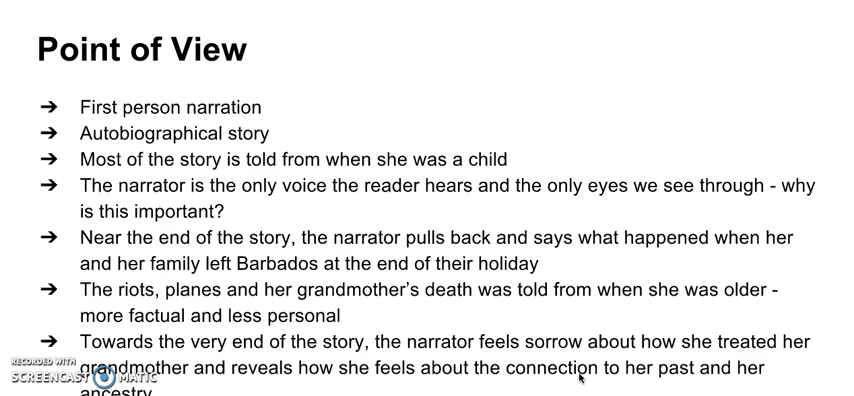 Point of View
➔ First person narration
➔ Autobiographical story
➔ Most of the story is told from when she was a child
➔ The narrator is the only voice the reader hears and the only eyes we see through - why
is this important?
➔ Near the end of the story, the narrator pulls back and says what happened when her
and her family left Barbados at the end of their holiday
➔ The riots, planes and her grandmother's death was told from when she was older -
more factual and less personal
➔ Towards the very end of the story, the narrator feels sorrow about how she treated her
RECORDED WITH
grandmother and reveals how she feels about the connection to her past and her
SCREENCAST MATIC
ancestry